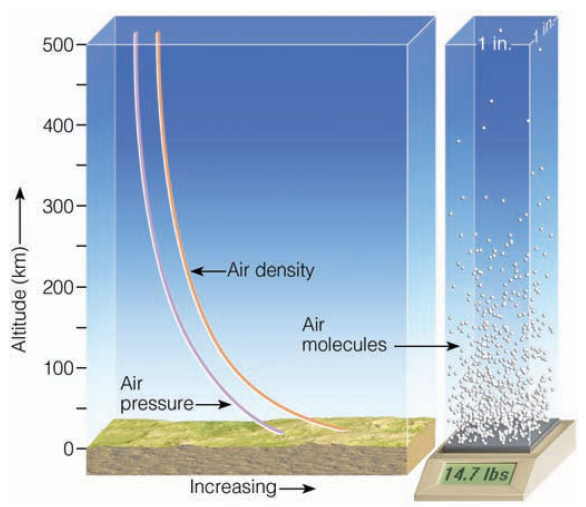 500
400
300
200
100
0
Altitude (km)
Air density
Air
pressure
Increasing
1 in.
1 in.
Air
molecules
14.7 lbs